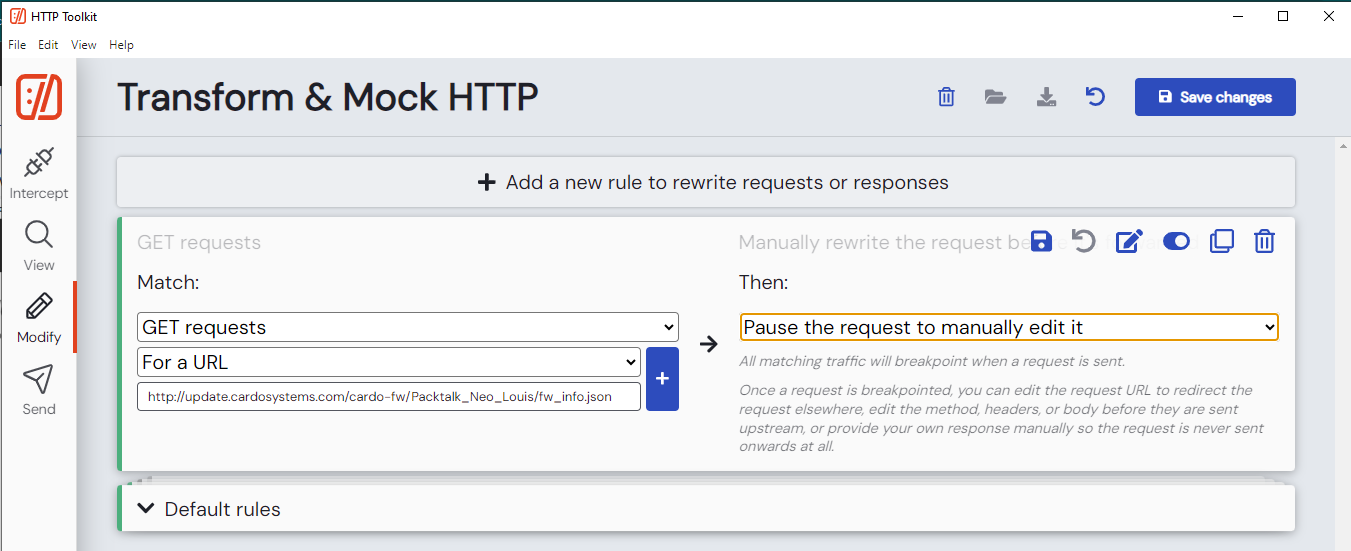 HTTP Toolkit
File Edit View Help
Transform & Mock HTTP
Save changes
Intercept
View
Modify
Send
Add a new rule to rewrite requests or responses
GET requests
Manually rewrite the request be
Match:
Then:
GET requests
Pause the request to manually edit it
For a URL
http://update.cardosystems.com/cardo-fw/Packtalk_Neo_Louis/fw_info.json
All matching traffic will breakpoint when a request is sent.
Once a request is breakpointed, you can edit the request URL to redirect the
request elsewhere, edit the method, headers, or body before they are sent
upstream, or provide your own response manually so the request is never sent
onwards at all.
Default rules